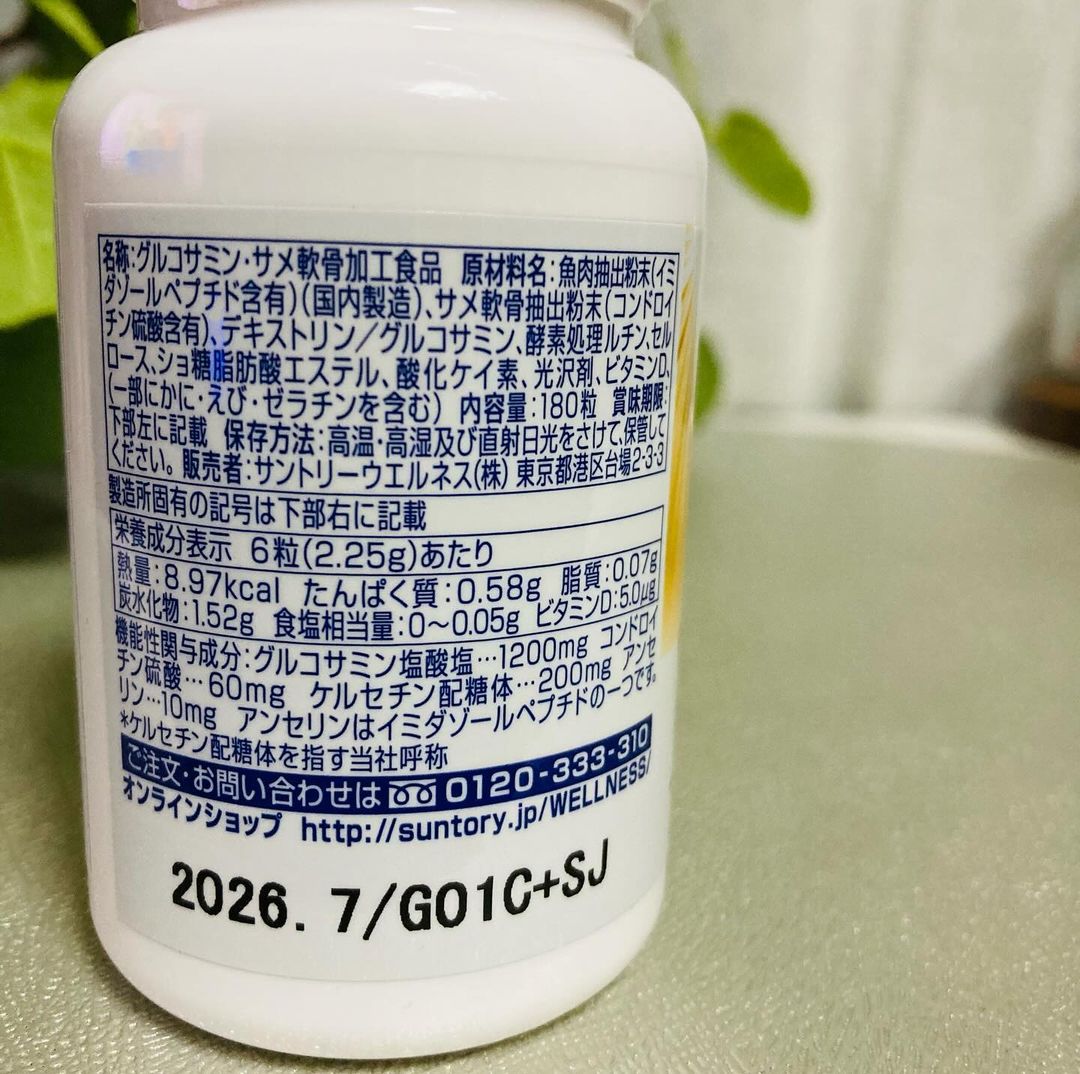 名称:グルコサミン・サメ軟骨加工食品 原材料名:魚肉抽出粉末(イミ
ダゾールペプチド含有)(国内製造)、サメ軟骨抽出粉末(コンドロイ
チン硫酸含有)、デキストリン/グルコサミン、酵素処理ルチン、セル
ロース、ショ糖脂肪酸エステル、酸化ケイ素、光沢剤、ビタミンD、
(一部にかに・えび・ゼラチンを含む) 内容量:180粒 賞味期限:
下部左に記載 保存方法:高温・高湿及び直射日光をさけて、保管して
ください。販売者:サントリーウエルネス(株) 東京都港区台場2-3-3
製造所固有の記号は下部右に記載
栄養成分表示 6粒(2.25g)あたり
熱量:8.97kcal たんぱく質:0.58g 脂質:0.07g
炭水化物:1.52g 食塩相当量:0〜0.05g ビタミンD:5.0μg
機能性関与成分:グルコサミン塩酸塩…1200mg コンドロイ
チン硫酸…60mg ケルセチン配糖体…200mg アンセ
リン…10mg アンセリンはイミダゾールペプチドの一つです。
*ケルセチン配糖体を指す当社呼称
ご注文・お問い合わせは 0120-333-310
オンラインショップ http://suntory.jp/WELLNESS/
2026. 7/G01C+SJ